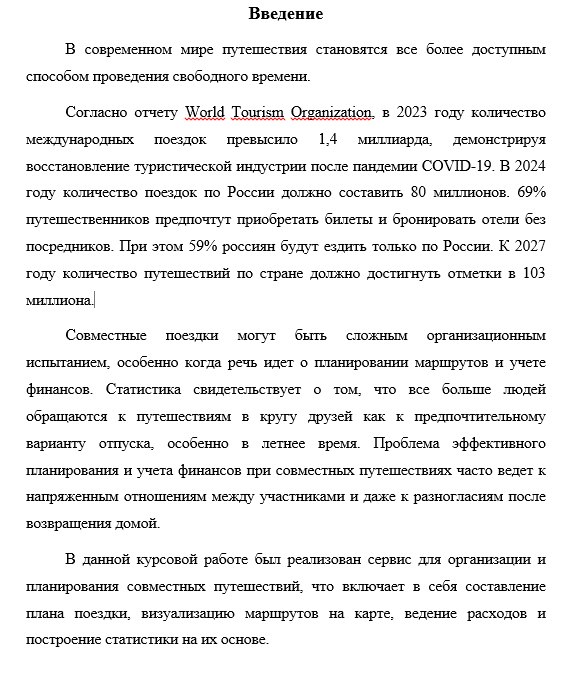 Введение
В современном мире путешествия становятся все более доступным
способом проведения свободного времени.
Согласно отчету World Tourism Organization, в 2023 году количество
международных поездок превысило 1,4 миллиарда, демонстрируя
восстановление туристической индустрии после пандемии COVID-19. В 2024
году количество поездок по России должно составить 80 миллионов. 69%
путешественников предпочтут приобретать билеты и бронировать отели без
посредников. При этом 59% россиян будут ездить только по России. К 2027
году количество путешествий по стране должно достигнуть отметки в 103
миллиона.
Совместные поездки могут быть сложным организационным
испытанием, особенно когда речь идет о планировании маршрутов и учете
финансов. Статистика свидетельствует о том, что все больше людей
обращаются к путешествиям в кругу друзей как к предпочтительному
варианту отпуска, особенно в летнее время. Проблема эффективного
планирования и учета финансов при совместных путешествиях часто ведет к
напряженным отношениям между участниками и даже к разногласиям после
возвращения домой.
В данной курсовой работе был реализован сервис для организации и
планирования совместных путешествий, что включает в себя составление
плана поездки, визуализацию маршрутов на карте, ведение расходов и
построение статистики на их основе.